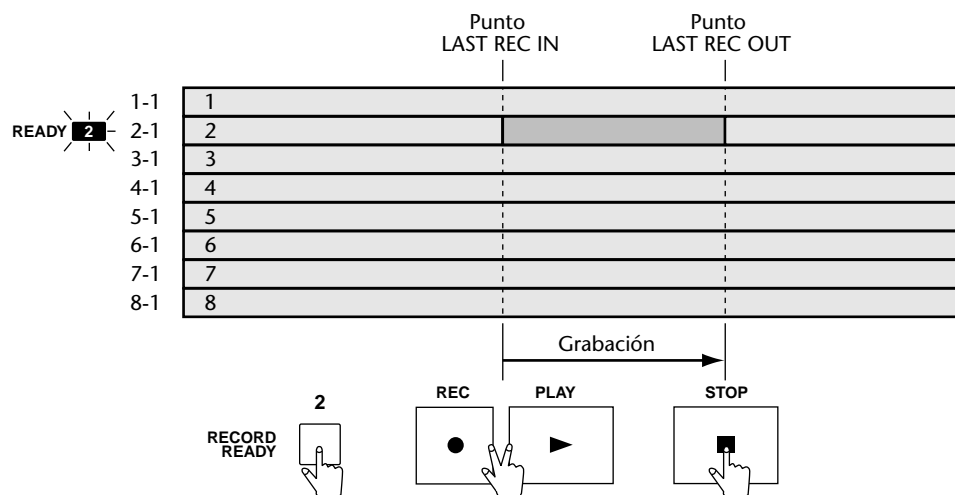 Punto
LAST REC IN
Punto
LAST REC OUT
1-1 1
READY 2 2-1 2
3-1 3
4-1 4
5-1 5
6-1 6
7-1 7
8-1 8
Grabación
2
REC
PLAY
STOP
RECORD
READY